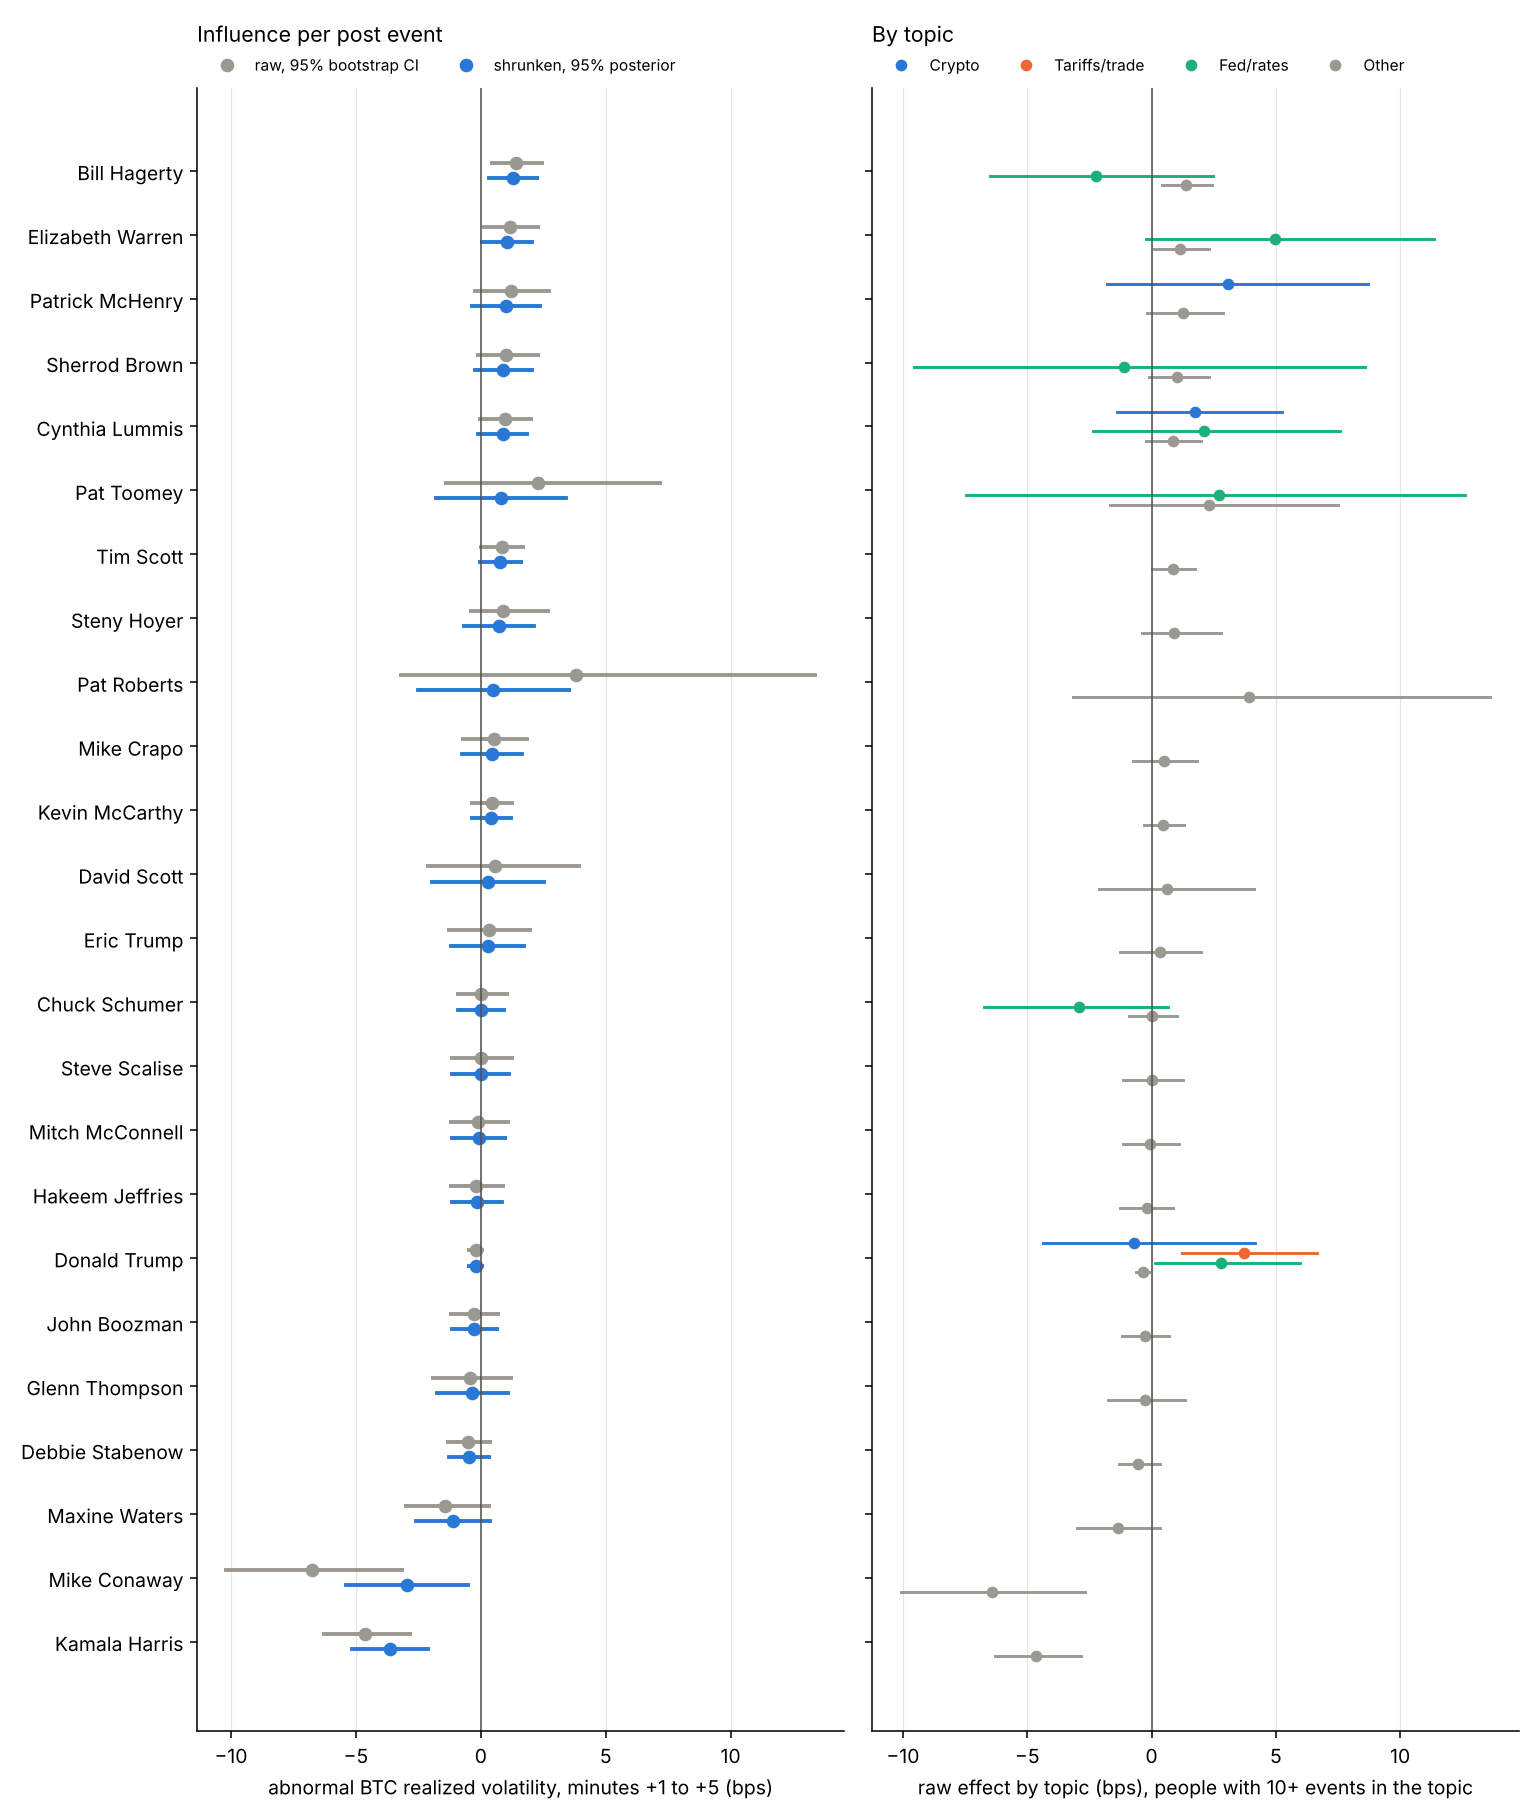 Influence per post event
raw, 95% bootstrap CI
shrunken, 95% posterior
Bill Hagerty
Elizabeth Warren
Patrick McHenry
Sherrod Brown
Cynthia Lummis
Pat Toomey
Tim Scott
Steny Hoyer
Pat Roberts
Mike Crapo
Kevin McCarthy
David Scott
Eric Trump
Chuck Schumer
Steve Scalise
Mitch McConnell
Hakeem Jeffries
Donald Trump
John Boozman
Glenn Thompson
Debbie Stabenow
Maxine Waters
Mike Conaway
Kamala Harris
−10 −5 0 5 10
abnormal BTC realized volatility, minutes +1 to +5 (bps)
By topic
Crypto Tariffs/trade Fed/rates Other
−10 −5 0 5 10
raw effect by topic (bps), people with 10+ events in the topic